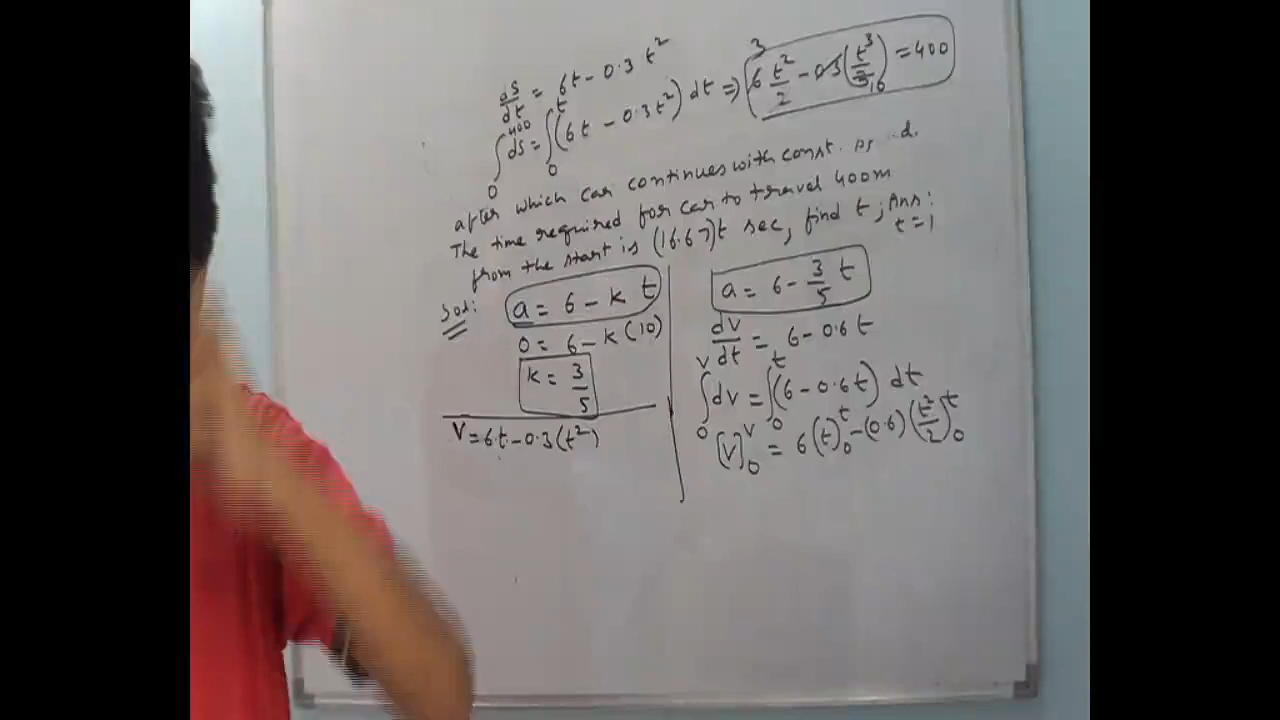 dS/dt = 6t - 0.3 t²
∫₀⁴⁰⁰ dS = ∫₀ᵗ (6t - 0.3t²) dt ⇒ 6 t²/2 - 0.3 (t³/3) = 400
3
10
after which car continues with const.
The time required for car to travel 400m
from the start is (16.67)t sec, find t; Ans:
t = 1
Sol:
a = 6 - k t
0 = 6 - k(10)
k = 3/5
V = 6t - 0.3(t²)
a = 6 - 3/5 t
dV/dt = 6 - 0.6t
∫₀ⱽ dV = ∫₀ᵗ (6 - 0.6t) dt
[V]₀ⱽ = 6(t)₀ᵗ - (0.6)(t²/2)₀ᵗ